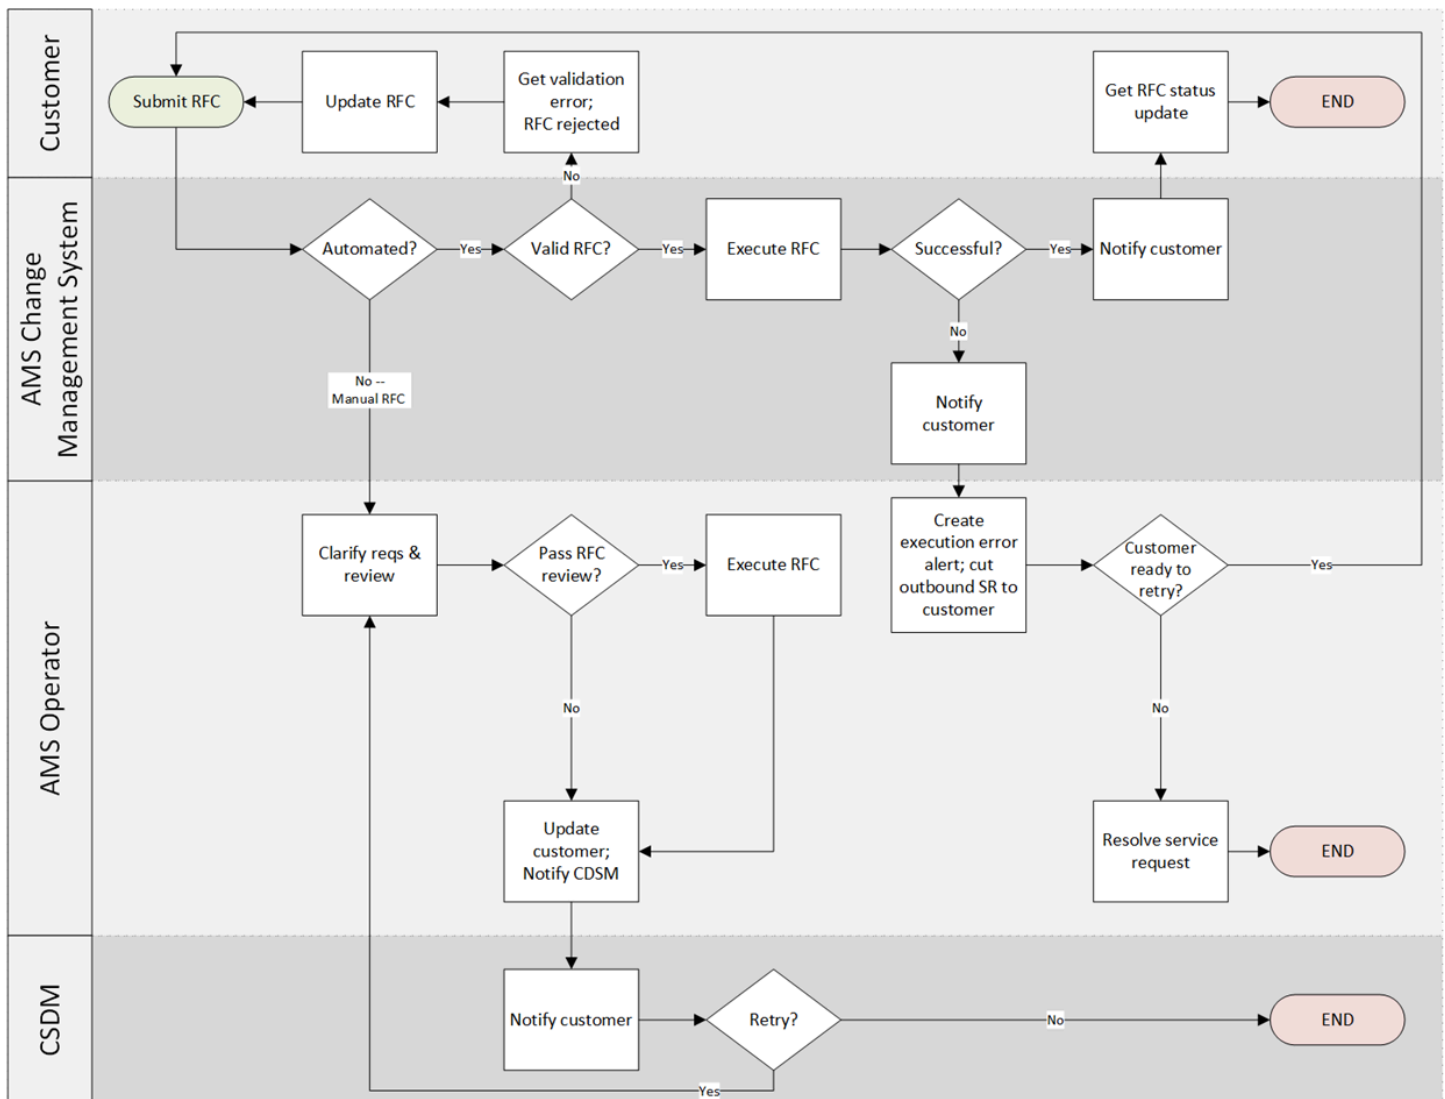 Customer
Submit RFC
Update RFC
Get validation
error;
RFC rejected
Get RFC status
update
END
No
AMS Change
Management System
Automated?
Yes
Valid RFC?
Yes
Execute RFC
Successful?
Yes
Notify customer
No
No --
Manual RFC
Notify
customer
AMS Operator
Clarify reqs &
review
Pass RFC
review?
Yes
Execute RFC
Create
execution error
alert; cut
outbound SR to
customer
Customer
ready to
retry?
Yes
No
No
Update
customer;
Notify CDSM
Resolve service
request
END
CSDM
Notify customer
Retry?
No
END
Yes